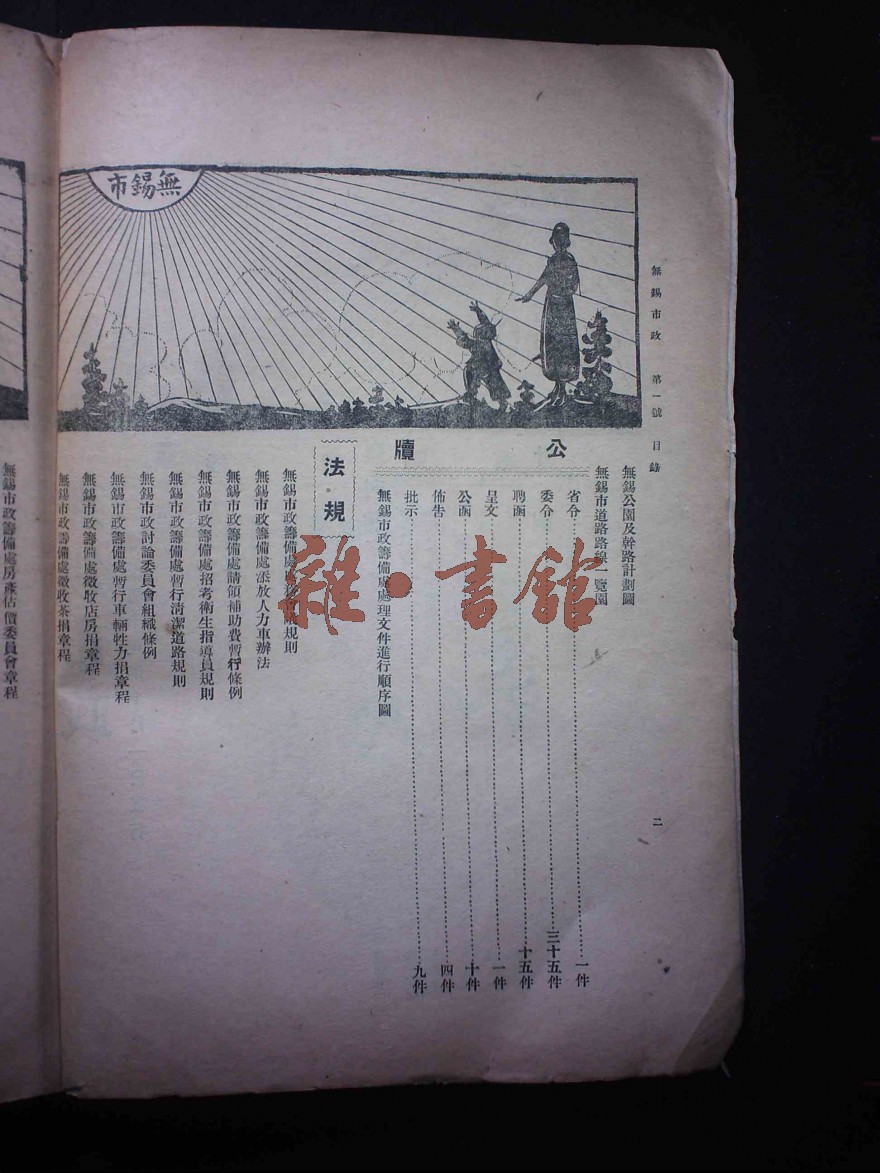 無錫市
無錫市政　第一號　目錄
二
無錫公園及幹路計劃圖
無錫市道路路線一覽圖
公牘
省令……一件
委令……三十五件
聘函……十五件
呈文……一件
公函……十件
佈告……四件
批示……九件
無錫市政籌備處處理文件進行順序圖
法規
無錫市政籌備處規則
無錫市政籌備處添放人力車辦法
無錫市政籌備處請領補助費暫行條例
無錫市政籌備處招考衛生指導員規則
無錫市政籌備處暫行清潔道路規則
無錫市政討論委員會組織條例
無錫市政籌備處暫行車輛牲力捐章程
無錫市政籌備處徵收店房捐章程
無錫市政籌備處徵收茶捐章程
無錫市政籌備處房產估價委員會章程
雜·書館